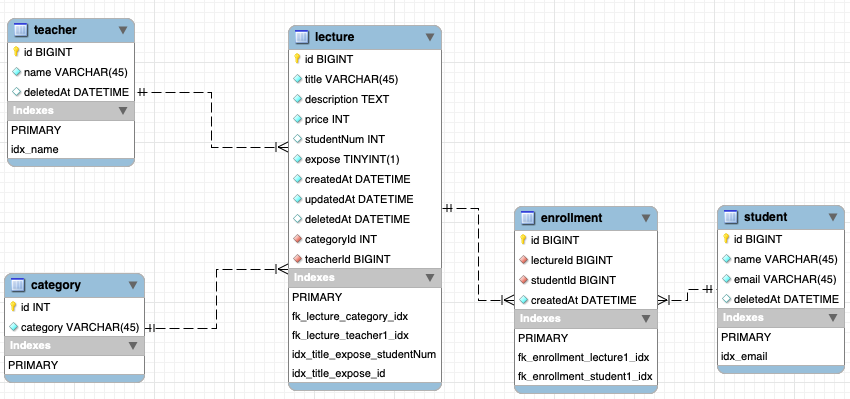 teacher
id BIGINT
name VARCHAR(45)
deletedAt DATETIME
Indexes
PRIMARY
idx_name
category
id INT
category VARCHAR(45)
Indexes
PRIMARY
lecture
id BIGINT
title VARCHAR(45)
description TEXT
price INT
studentNum INT
expose TINYINT(1)
createdAt DATETIME
updatedAt DATETIME
deletedAt DATETIME
categoryId INT
teacherId BIGINT
Indexes
PRIMARY
fk_lecture_category_idx
fk_lecture_teacher1_idx
idx_title_expose_studentNum
idx_title_expose_id
enrollment
id BIGINT
lectureId BIGINT
studentId BIGINT
createdAt DATETIME
Indexes
PRIMARY
fk_enrollment_lecture1_idx
fk_enrollment_student1_idx
student
id BIGINT
name VARCHAR(45)
email VARCHAR(45)
deletedAt DATETIME
Indexes
PRIMARY
idx_email